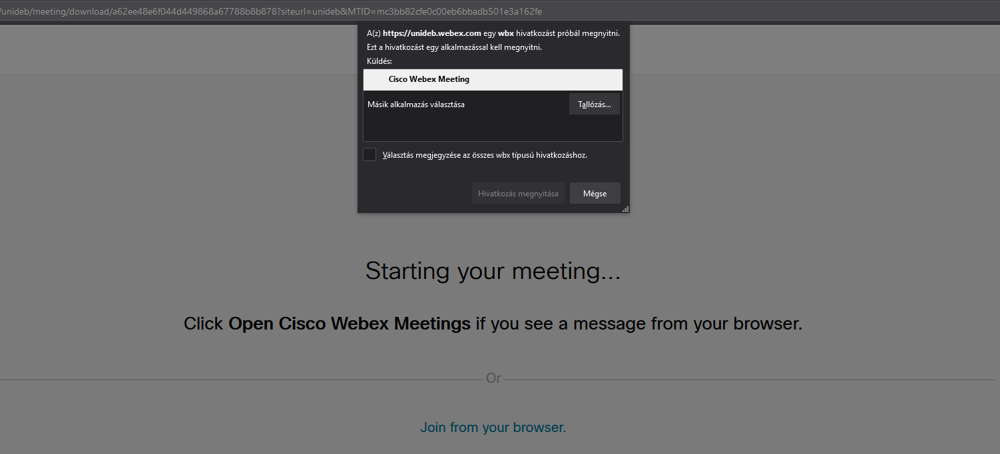 /unideb/meeting/download/a62ee48e6f044d449868a67788b8b878?siteurl=unideb&MTID=mc3bb82cfe0c00eb6bbadb501e3a162fe
A(z) https://unideb.webex.com egy wbx hivatkozást próbál megnyitni.
Ezt a hivatkozást egy alkalmazással kell megnyitni.
Küldés:
Cisco Webex Meeting
Másik alkalmazás választása
Tallózás...
Választás megjegyzése az összes wbx típusú hivatkozáshoz.
Hivatkozás megnyitása
Mégse
Starting your meeting...
Click Open Cisco Webex Meetings if you see a message from your browser.
Or
Join from your browser.